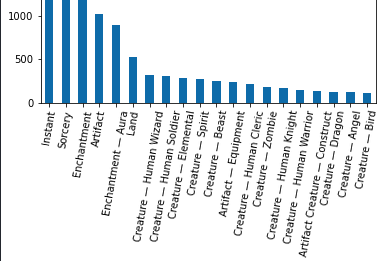 1000
500
0
Instant
Sorcery
Enchantment
Artifact
Enchantment — Aura
Land
Creature — Human Wizard
Creature — Human Soldier
Creature — Elemental
Creature — Spirit
Creature — Beast
Artifact — Equipment
Creature — Human Cleric
Creature — Zombie
Creature — Human Knight
Creature — Human Warrior
Artifact Creature — Construct
Creature — Dragon
Creature — Angel
Creature — Bird